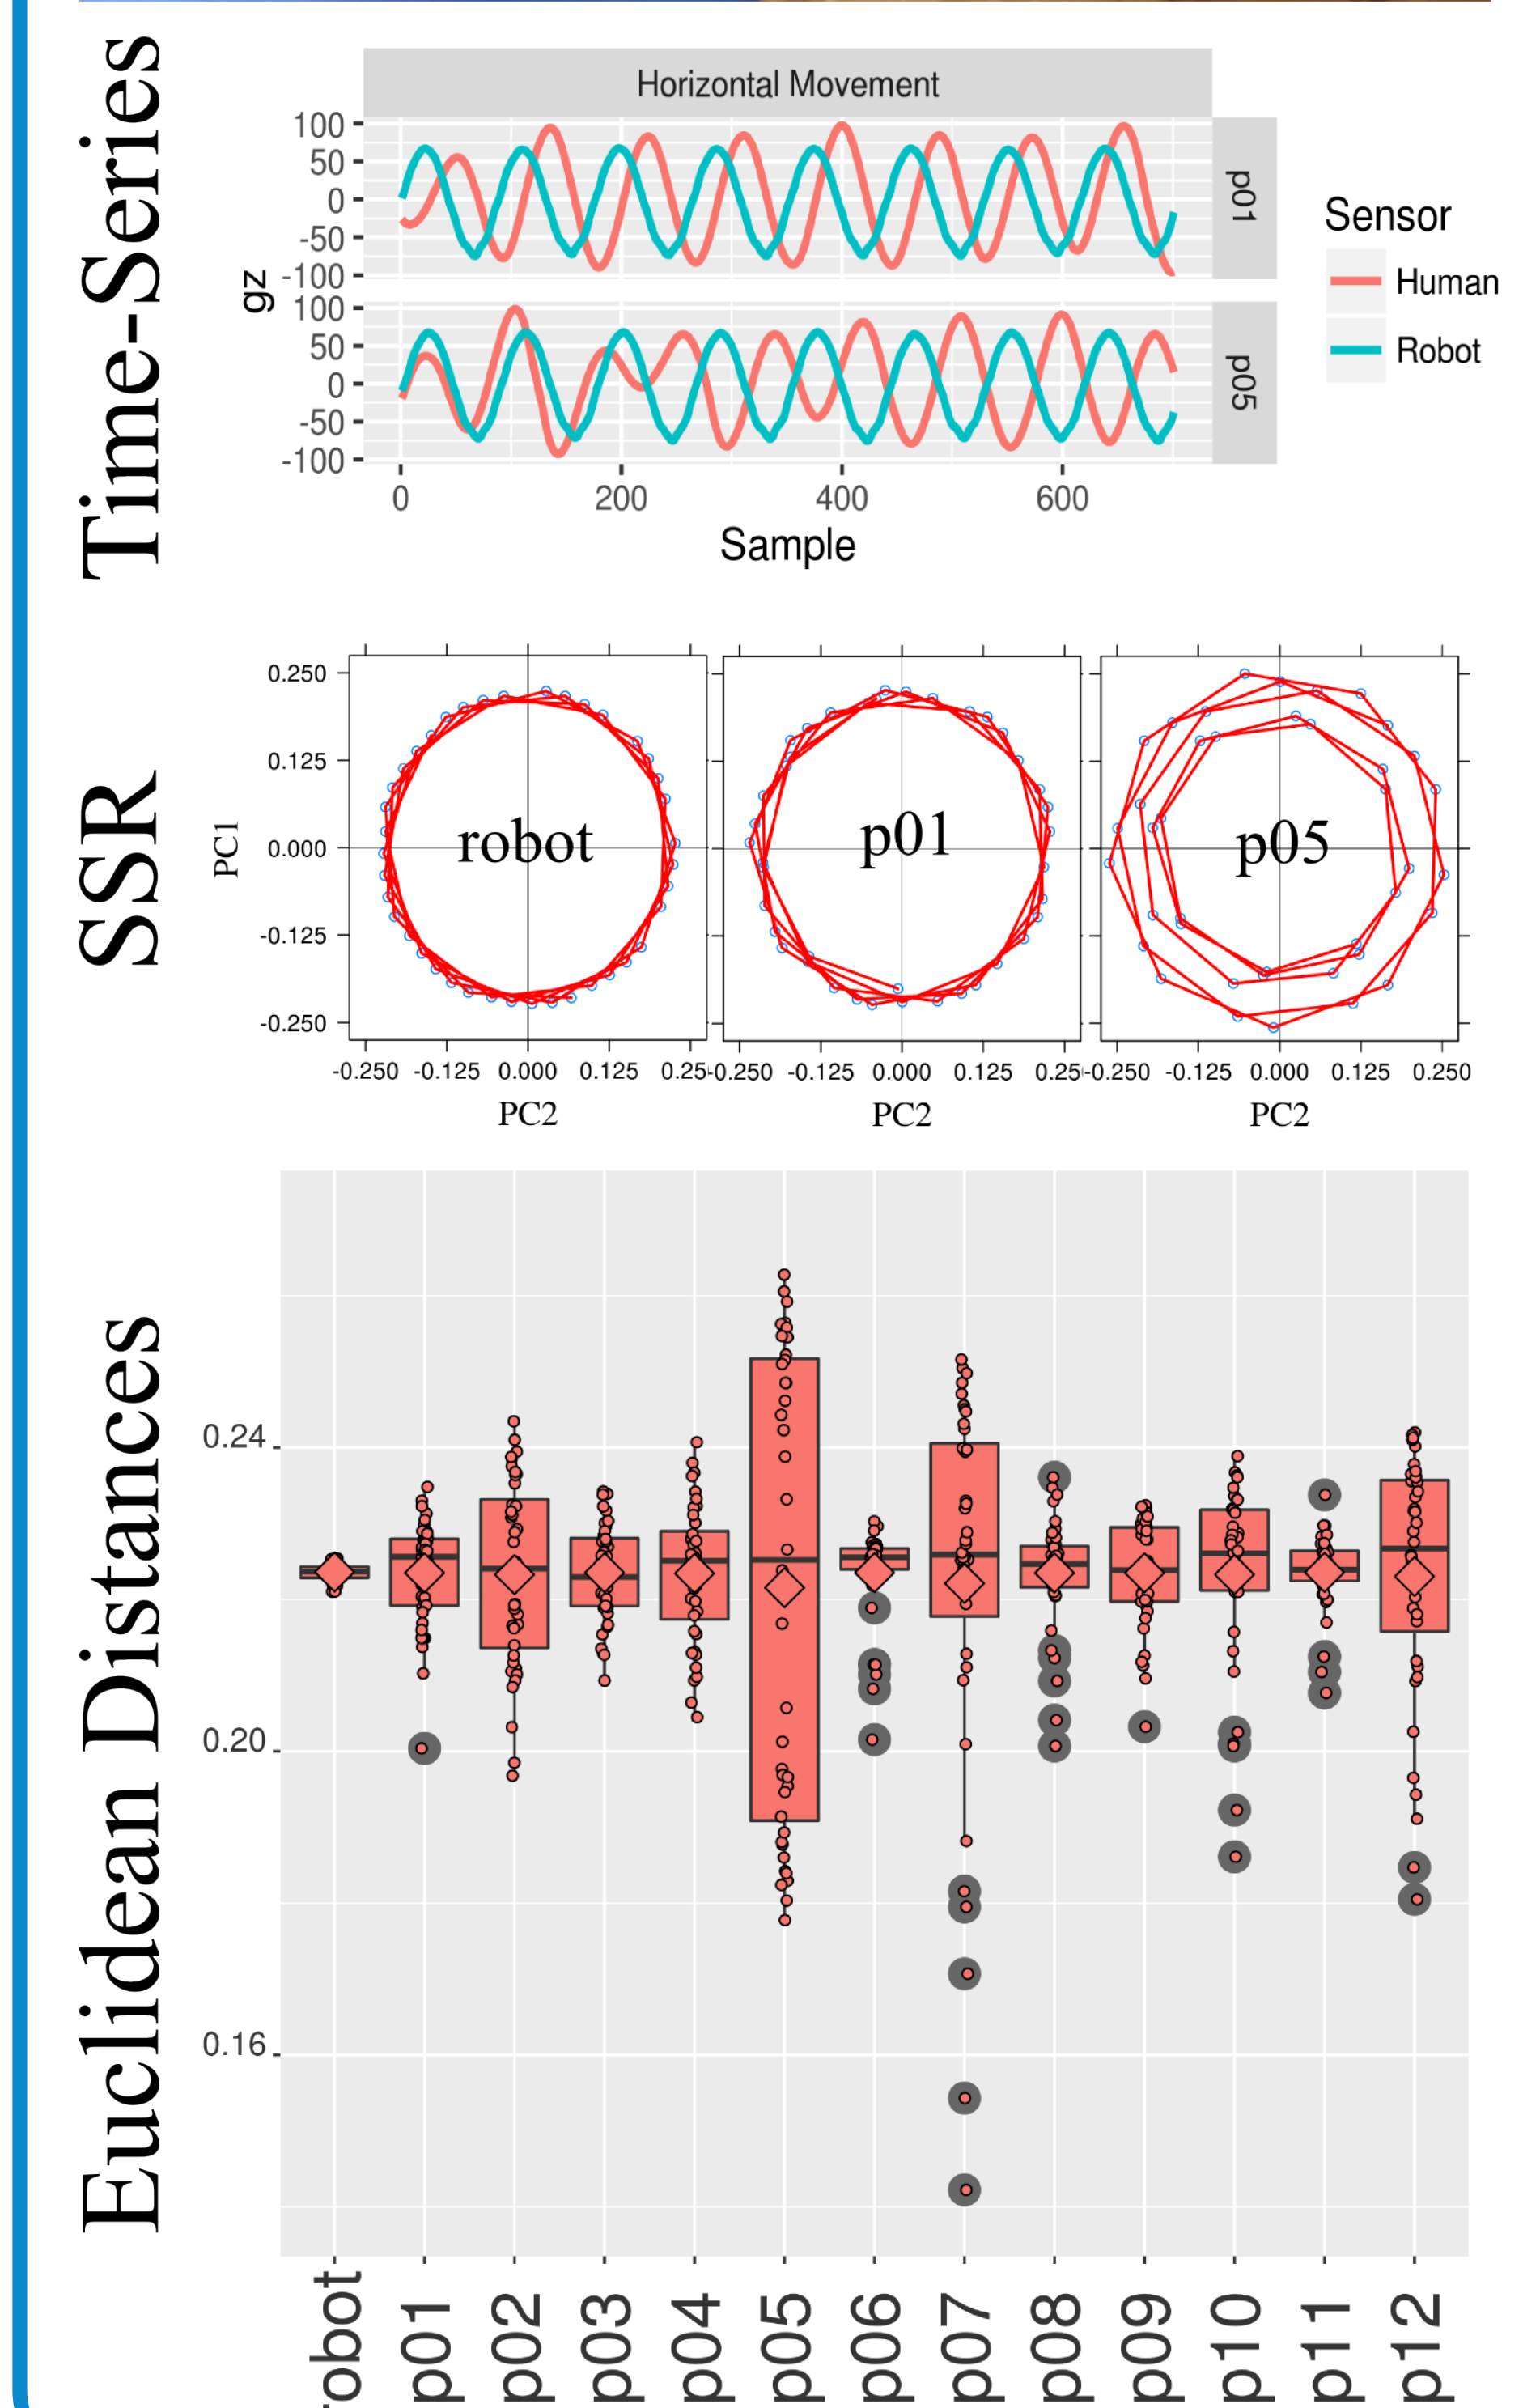 Time-Series
Horizontal Movement
100
50
0
-50
-100
p01
gz
100
50
0
-50
-100
p05
0 200 400 600
Sample
Sensor
Human
Robot
SSR
PC1
0.250
0.125
0.000
-0.125
-0.250
robot
p01
p05
-0.250 -0.125 0.000 0.125 0.25
-0.250 -0.125 0.000 0.125 0.25
-0.250 -0.125 0.000 0.125 0.250
PC2
PC2
PC2
Euclidean Distances
0.24
0.20
0.16
robot p01 p02 p03 p04 p05 p06 p07 p08 p09 p10 p11 p12